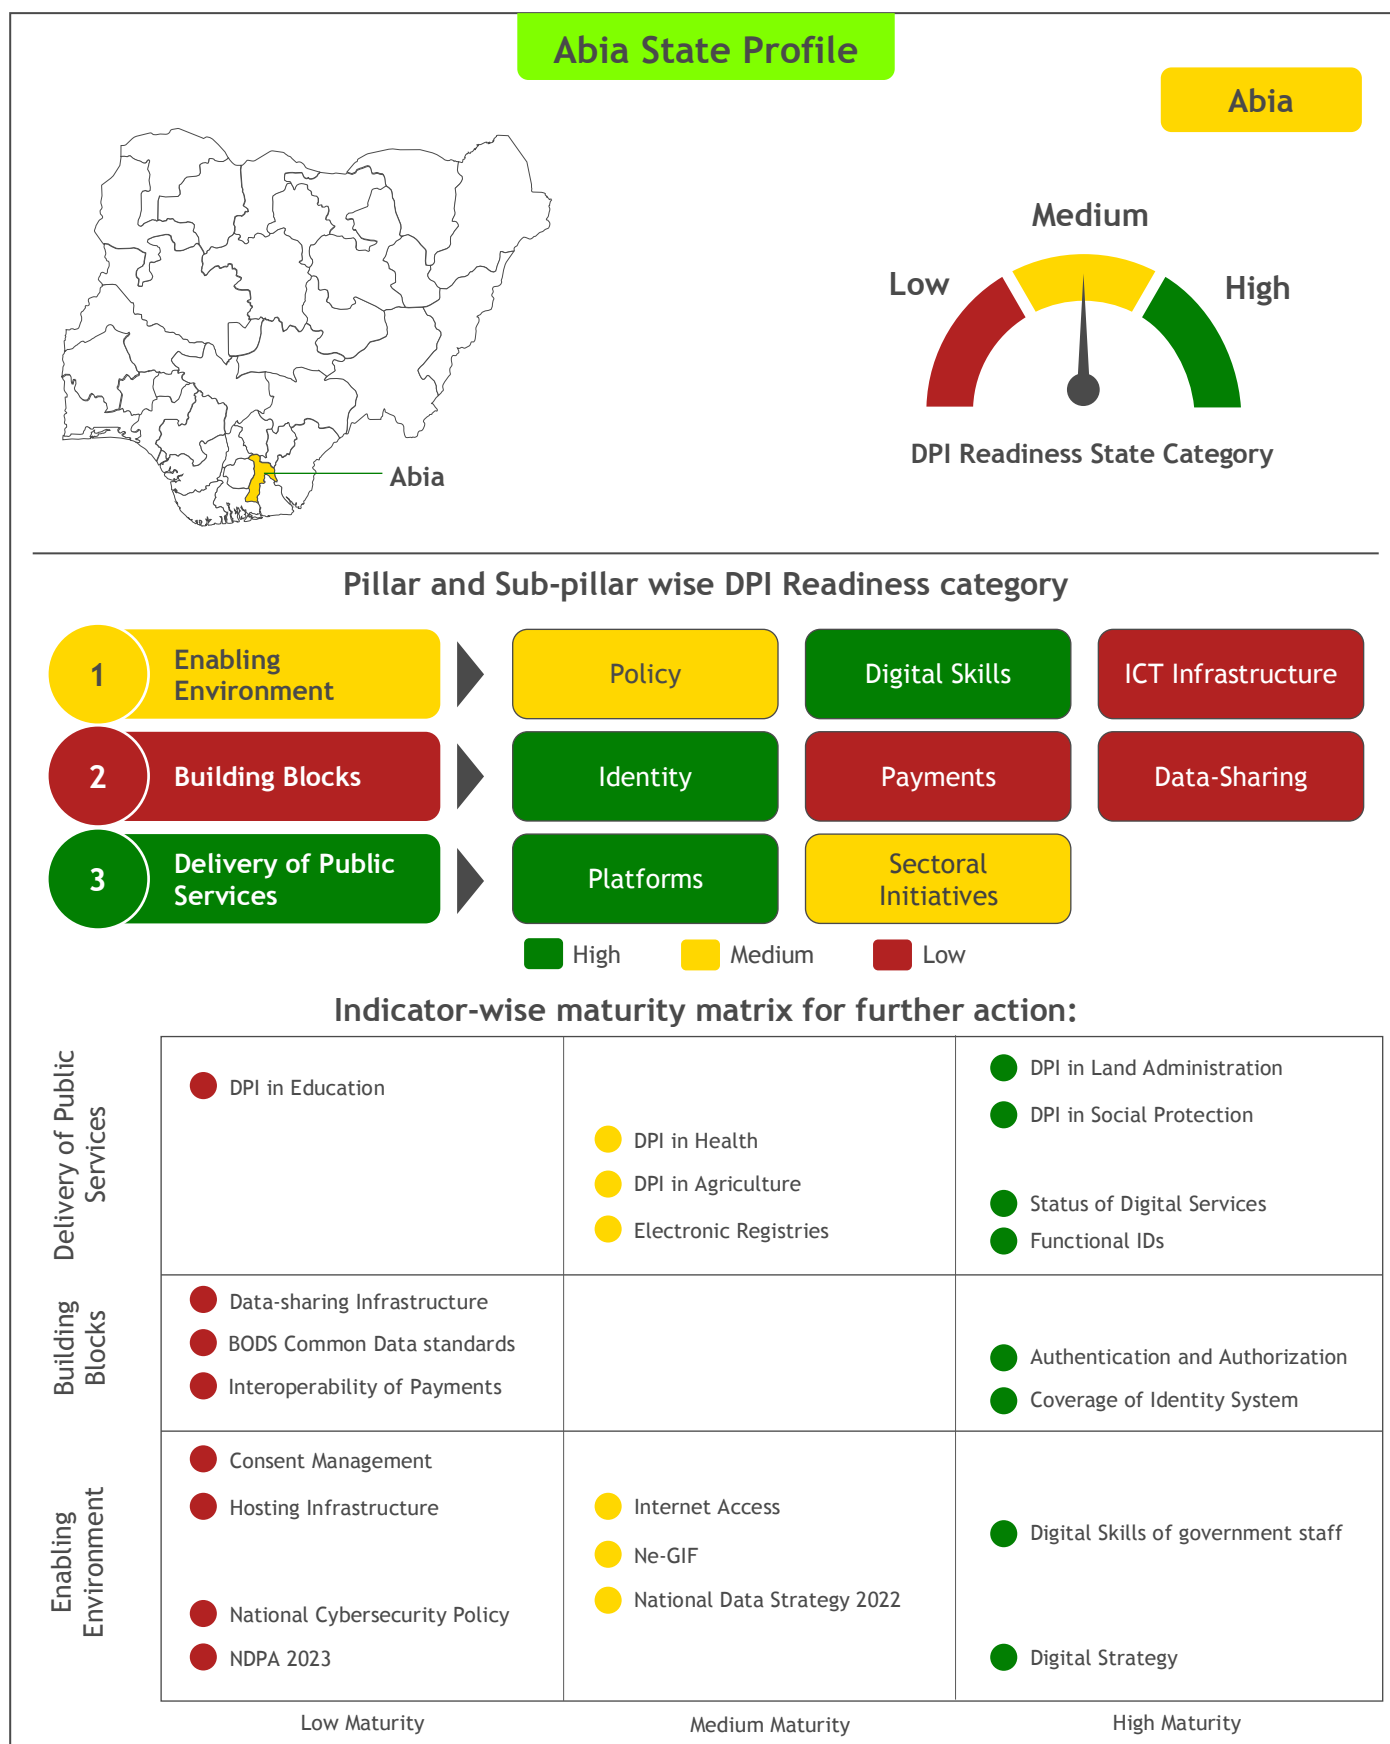 Abia State Profile
Abia
Medium
Low
High
DPI Readiness State Category
Abia
Pillar and Sub-pillar wise DPI Readiness category
1
Enabling
Environment
Policy
Digital Skills
ICT Infrastructure
2
Building Blocks
Identity
Payments
Data-Sharing
3
Delivery of Public
Services
Platforms
Sectoral
Initiatives
High
Medium
Low
Indicator-wise maturity matrix for further action:
Delivery of Public
Services
DPI in Education
DPI in Health
DPI in Agriculture
Electronic Registries
DPI in Land Administration
DPI in Social Protection
Status of Digital Services
Functional IDs
Building
Blocks
Data-sharing Infrastructure
BODS Common Data standards
Interoperability of Payments
Authentication and Authorization
Coverage of Identity System
Enabling
Environment
Consent Management
Hosting Infrastructure
National Cybersecurity Policy
NDPA 2023
Internet Access
Ne-GIF
National Data Strategy 2022
Digital Skills of government staff
Digital Strategy
Low Maturity
Medium Maturity
High Maturity